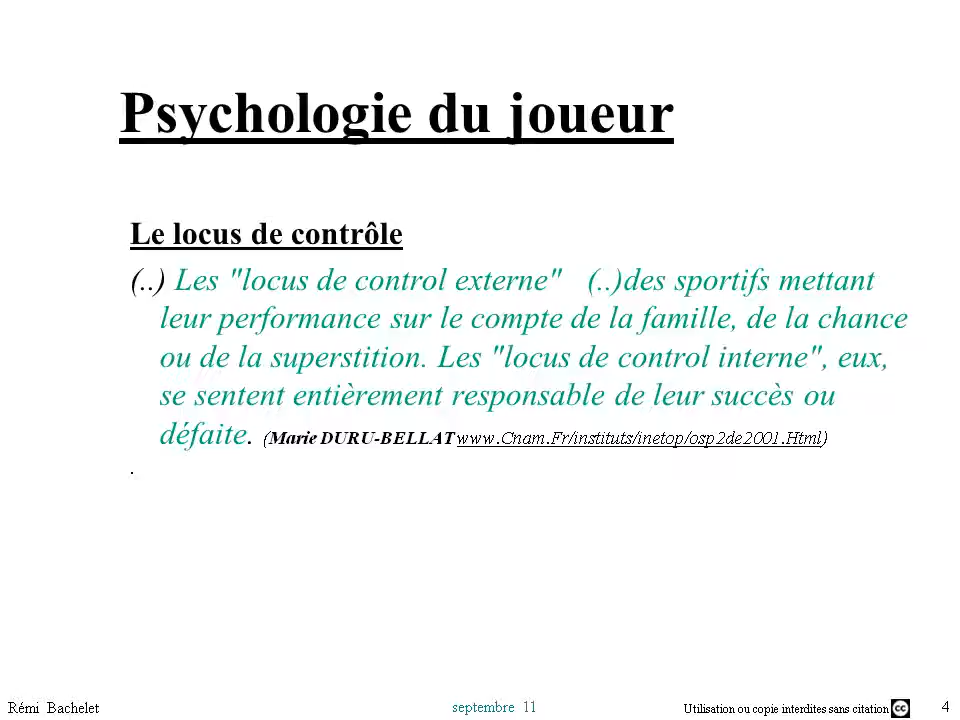 Psychologie du joueur
Le locus de contrôle
(..) Les "locus de control externe" (..)des sportifs mettant
leur performance sur le compte de la famille, de la chance
ou de la superstition. Les "locus de control interne", eux,
se sentent entièrement responsable de leur succès ou
défaite. (Marie DURU-BELLAT www.Cnam.Fr/instituts/inetop/osp2de2001.Html)
.
Rémi Bachelet
septembre 11
Utilisation ou copie interdites sans citation
cc
4